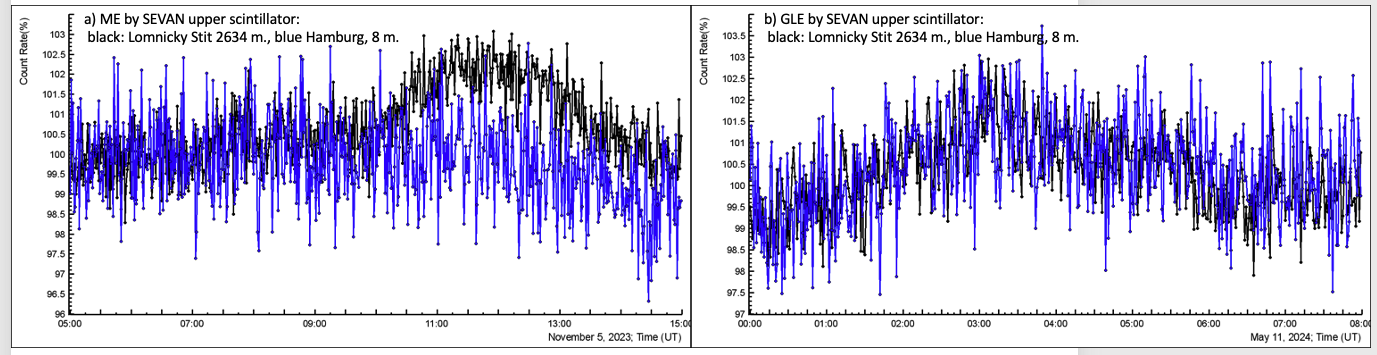 a) ME by SEVAN upper scintillator:
black: Lomnicky Stit 2634 m., blue Hamburg, 8 m.
Count Rate(%)
103
102.5
102
101.5
101
100.5
100
99.5
99
98.5
98
97.5
97
96.5
96
05:00 07:00 09:00 11:00 13:00 15:00
November 5, 2023; Time (UT)
b) GLE by SEVAN upper scintillator:
black: Lomnicky Stit 2634 m., blue Hamburg, 8 m.
Count Rate(%)
103.5
103
102.5
102
101.5
101
100.5
100
99.5
99
98.5
98
97.5
97
00:00 01:00 02:00 03:00 04:00 05:00 06:00 07:00 08:00
May 11, 2024; Time (UT)